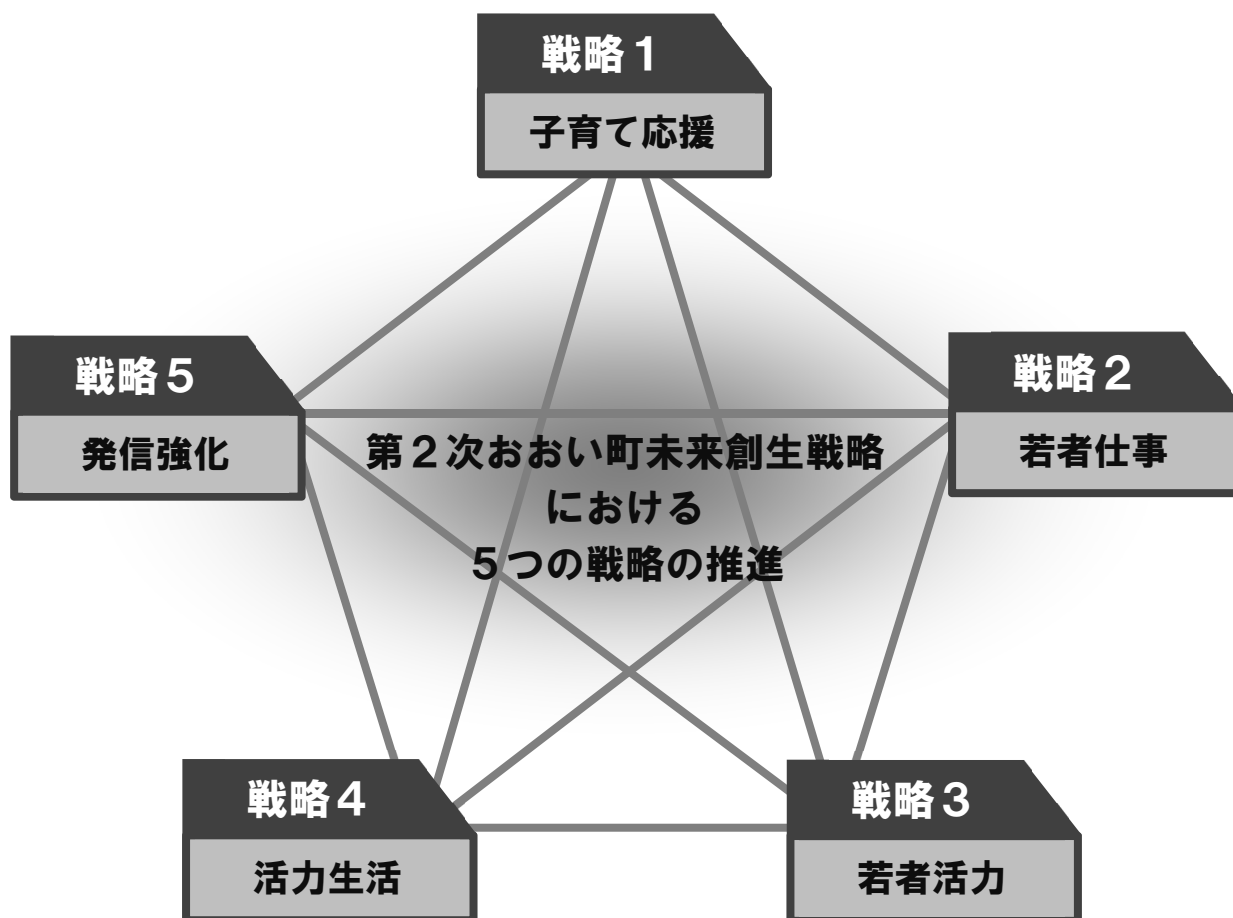 戦略1
子育て応援
戦略5
発信強化
戦略2
若者仕事
第2次おおい町未来創生戦略
における
5つの戦略の推進
戦略4
活力生活
戦略3
若者活力